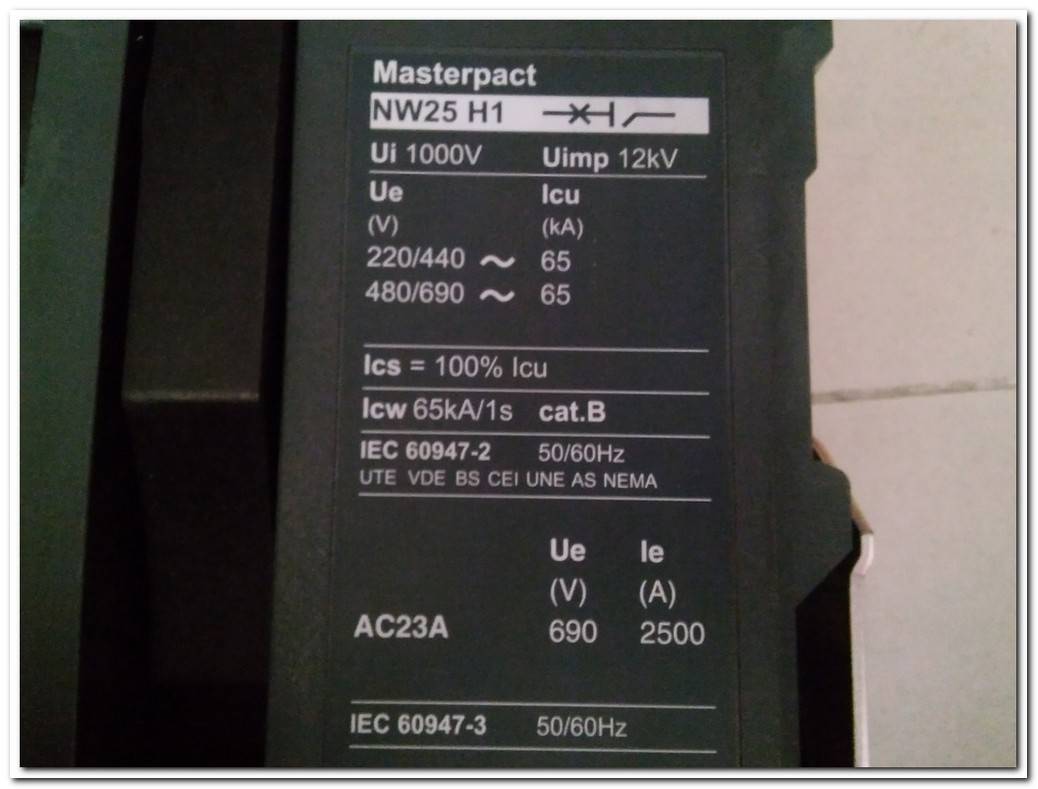 Masterpact
NW25 H1
Ui 1000V Uimp 12kV
Ue Icu
(V) (kA)
220/440 ~ 65
480/690 ~ 65
Ics = 100% Icu
Icw 65kA/1s cat.B
IEC 60947-2 50/60Hz
UTE VDE BS CEI UNE AS NEMA
Ue Ie
(V) (A)
AC23A 690 2500
IEC 60947-3 50/60Hz